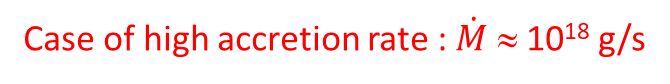 Case of high accretion rate : Ṁ ≈ 10¹⁸ g/s